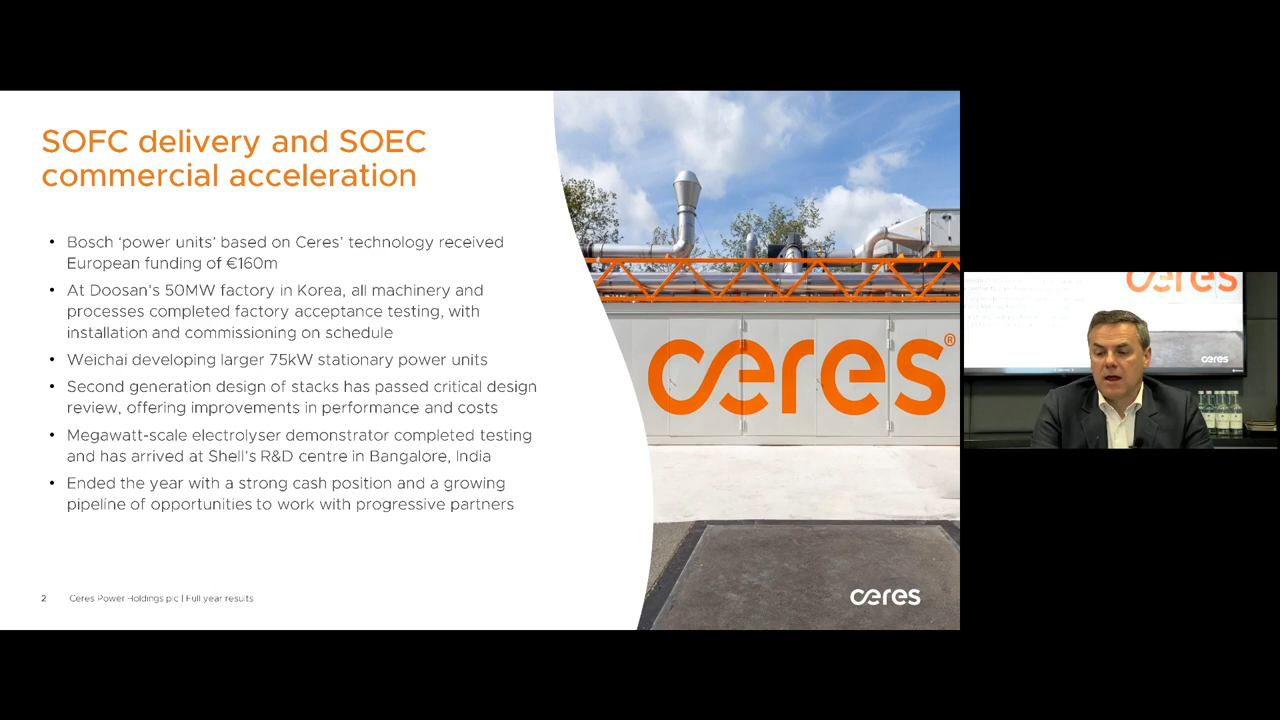 SOFC delivery and SOEC
commercial acceleration
• Bosch ‘power units’ based on Ceres’ technology received
European funding of €160m
• At Doosan's 50MW factory in Korea, all machinery and
processes completed factory acceptance testing, with
installation and commissioning on schedule
• Weichai developing larger 75kW stationary power units
• Second generation design of stacks has passed critical design
review, offering improvements in performance and costs
• Megawatt-scale electrolyser demonstrator completed testing
and has arrived at Shell’s R&D centre in Bangalore, India
• Ended the year with a strong cash position and a growing
pipeline of opportunities to work with progressive partners
2 Ceres Power Holdings plc | Full year results
ceres®
ceres
ceres
ceres